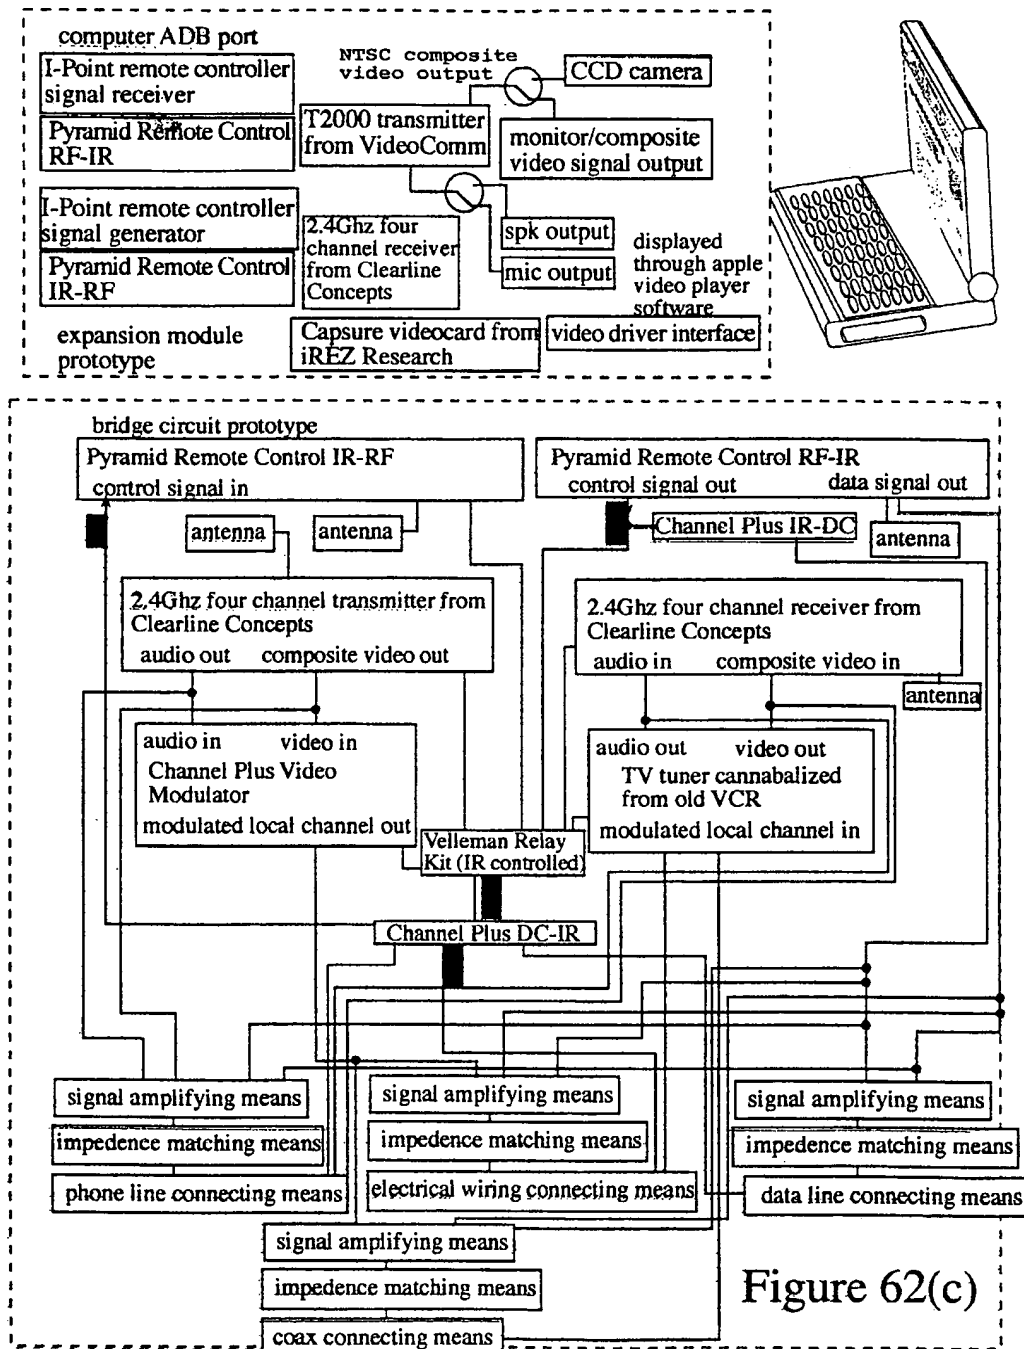 computer ADB port
I-Point remote controller
signal receiver
Pyramid Remote Control
RF-IR
I-Point remote controller
signal generator
Pyramid Remote Control
IR-RF
expansion module
prototype
NTSC composite
video output
CCD camera
T2000 transmitter
from VideoComm
monitor/composite
video signal output
2.4Ghz four
channel receiver
from Clearline
Concepts
spk output
mic output
displayed
through apple
video player
software
Capsure videocard from
iREZ Research
video driver interface
bridge circuit prototype
Pyramid Remote Control IR-RF
control signal in
Pyramid Remote Control RF-IR
control signal out
data signal out
antenna
antenna
Channel Plus IR-DC
antenna
2,4Ghz four channel transmitter from
Clearline Concepts
audio out composite video out
2.4Ghz four channel receiver from
Clearline Concepts
audio in composite video in
antenna
audio in video in
Channel Plus Video
Modulator
modulated local channel out
audio out video out
TV tuner cannabalized
from old VCR
modulated local channel in
Velleman Relay
Kit (IR controlled)
Channel Plus DC-IR
signal amplifying means
impedence matching means
phone line connecting means
signal amplifying means
impedence matching means
electrical wiring connecting means
signal amplifying means
impedence matching means
data line connecting means
signal amplifying means
impedence matching means
coax connecting means
Figure 62(c)